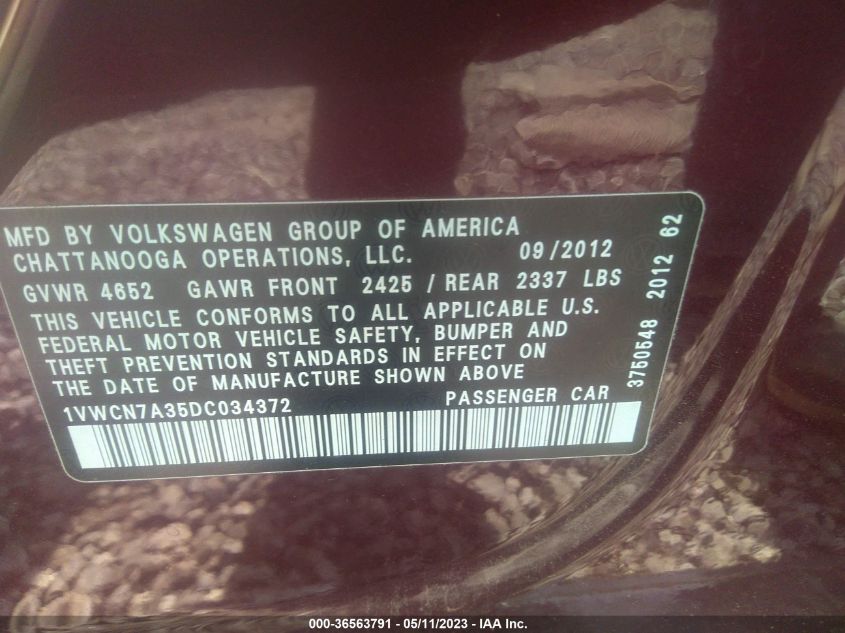 MFD BY VOLKSWAGEN GROUP OF AMERICA
CHATTANOOGA OPERATIONS, LLC. 09/2012
GVWR 4652 GAWR FRONT 2425 / REAR 2337 LBS
THIS VEHICLE CONFORMS TO ALL APPLICABLE U.S.
FEDERAL MOTOR VEHICLE SAFETY, BUMPER AND
THEFT PREVENTION STANDARDS IN EFFECT ON
THE DATE OF MANUFACTURE SHOWN ABOVE
1VWCN7A35DC034372 PASSENGER CAR
3750548 2012 62
000-36563791 - 05/11/2023 - IAA Inc.